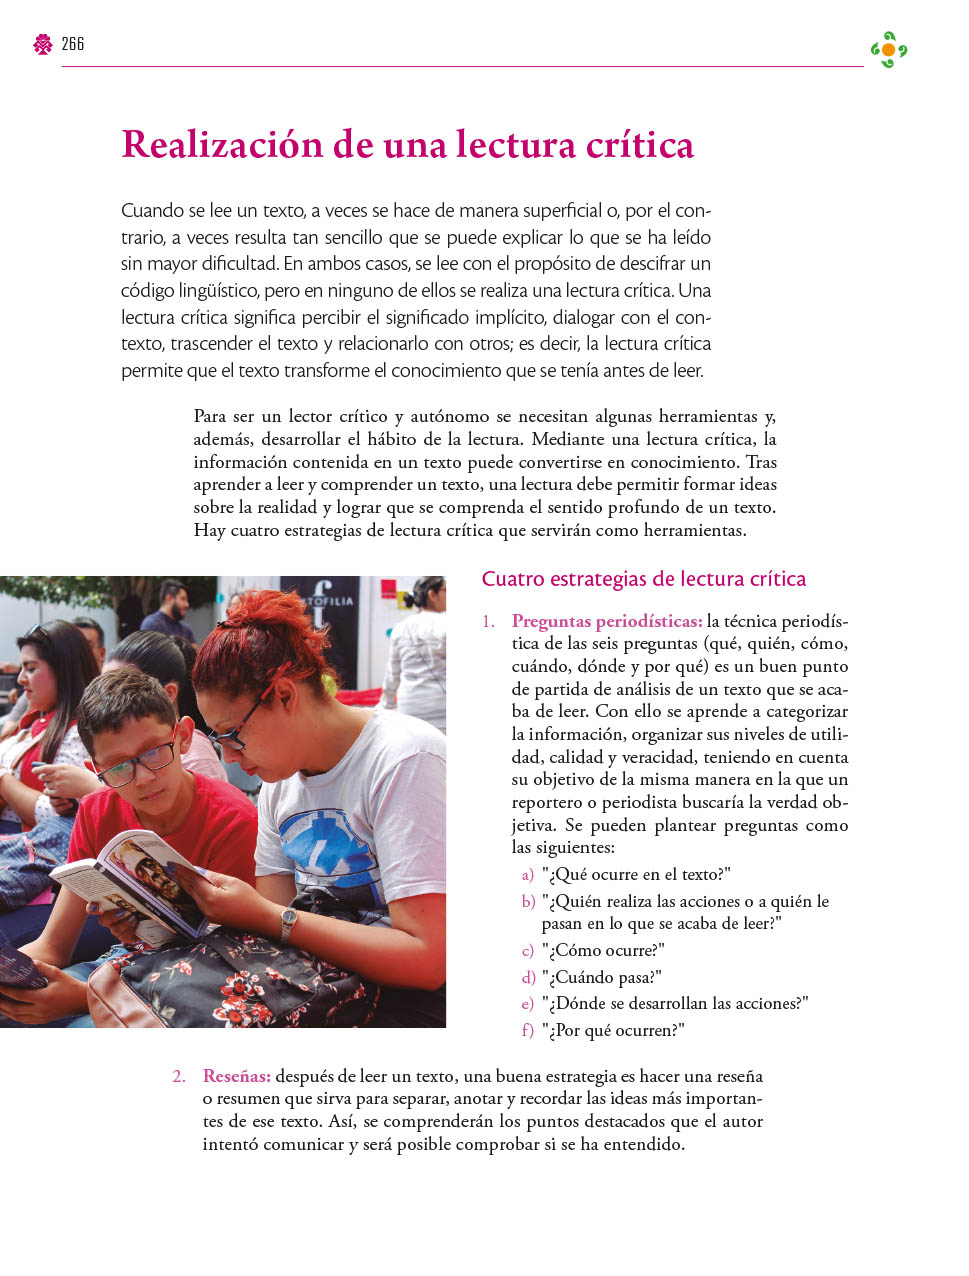 266
Realización de una lectura crítica
Cuando se lee un texto, a veces se hace de manera superficial o, por el con-
trario, a veces resulta tan sencillo que se puede explicar lo que se ha leído
sin mayor dificultad. En ambos casos, se lee con el propósito de descifrar un
código lingüístico, pero en ninguno de ellos se realiza una lectura crítica. Una
lectura crítica significa percibir el significado implícito, dialogar con el con-
texto, trascender el texto y relacionarlo con otros; es decir, la lectura crítica
permite que el texto transforme el conocimiento que se tenía antes de leer.
Para ser un lector crítico y autónomo se necesitan algunas herramientas y,
además, desarrollar el hábito de la lectura. Mediante una lectura crítica, la
información contenida en un texto puede convertirse en conocimiento. Tras
aprender a leer y comprender un texto, una lectura debe permitir formar ideas
sobre la realidad y lograr que se comprenda el sentido profundo de un texto.
Hay cuatro estrategias de lectura crítica que servirán como herramientas.
f
TOFILIA
Cuatro estrategias de lectura crítica
1. Preguntas periodísticas: la técnica periodís-
tica de las seis preguntas (qué, quién, cómo,
cuándo, dónde y por qué) es un buen punto
de partida de análisis de un texto que se aca-
ba de leer. Con ello se aprende a categorizar
la información, organizar sus niveles de utili-
dad, calidad y veracidad, teniendo en cuenta
su objetivo de la misma manera en la que un
reportero o periodista buscaría la verdad ob-
jetiva. Se pueden plantear preguntas como
las siguientes:
a) "¿Qué ocurre en el texto?"
b) "¿Quién realiza las acciones o a quién le
pasan en lo que se acaba de leer?"
c) "¿Cómo ocurre?"
d) "¿Cuándo pasa?"
e) "¿Dónde se desarrollan las acciones?"
f) "¿Por qué ocurren?"
2. Reseñas: después de leer un texto, una buena estrategia es hacer una reseña
o resumen que sirva para separar, anotar y recordar las ideas más importan-
tes de ese texto. Así, se comprenderán los puntos destacados que el autor
intentó comunicar y será posible comprobar si se ha entendido.